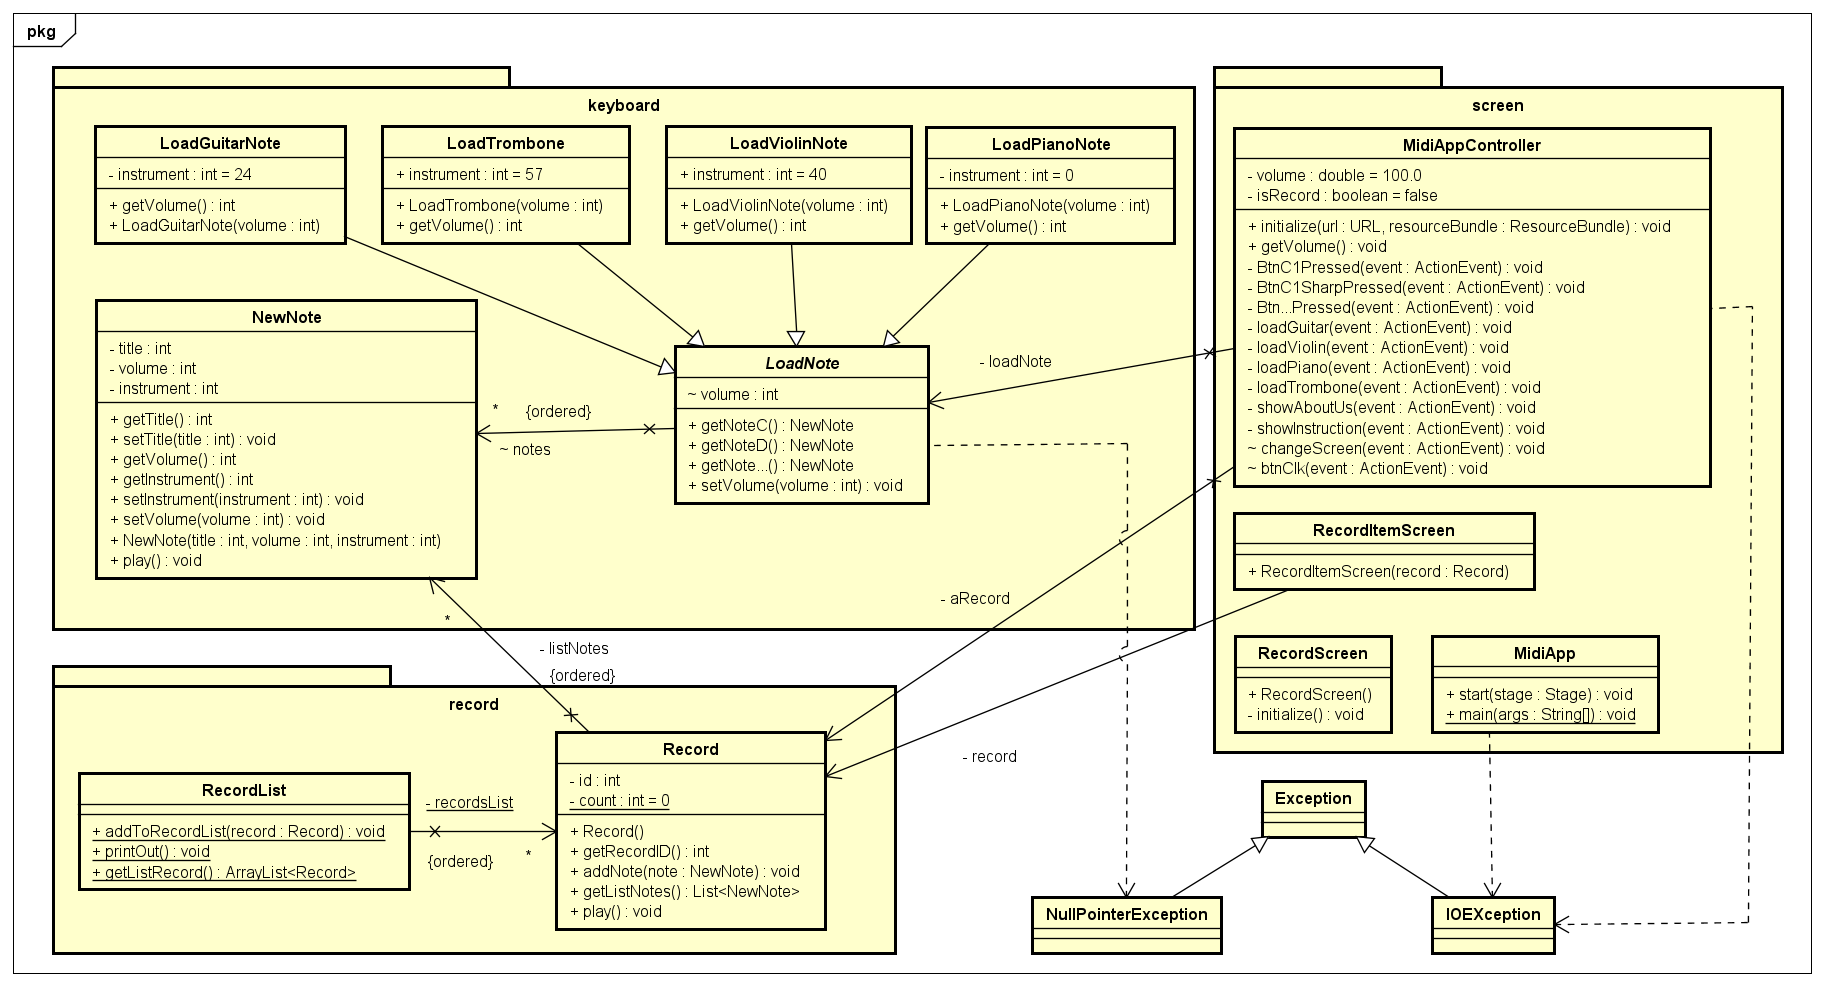 pkg
keyboard
LoadGuitarNote
- instrument : int = 24
+ getVolume() : int
+ LoadGuitarNote(volume : int)
LoadTrombone
+ instrument : int = 57
+ LoadTrombone(volume : int)
+ getVolume() : int
LoadViolinNote
+ instrument : int = 40
+ LoadViolinNote(volume : int)
+ getVolume() : int
LoadPianoNote
- instrument : int = 0
+ LoadPianoNote(volume : int)
+ getVolume() : int
NewNote
- title : int
- volume : int
- instrument : int
+ getTitle() : int
+ setTitle(title : int) : void
+ getVolume() : int
+ getInstrument() : int
+ setInstrument(instrument : int) : void
+ setVolume(volume : int) : void
+ NewNote(title : int, volume : int, instrument : int)
+ play() : void
* {ordered}
~ notes
LoadNote
~ volume : int
+ getNoteC() : NewNote
+ getNoteD() : NewNote
+ getNote...() : NewNote
+ setVolume(volume : int) : void
- loadNote
screen
MidiAppController
- volume : double = 100.0
- isRecord : boolean = false
+ initialize(url : URL, resourceBundle : ResourceBundle) : void
+ getVolume() : void
- BtnC1Pressed(event : ActionEvent) : void
- BtnC1SharpPressed(event : ActionEvent) : void
- Btn...Pressed(event : ActionEvent) : void
- loadGuitar(event : ActionEvent) : void
- loadViolin(event : ActionEvent) : void
- loadPiano(event : ActionEvent) : void
- loadTrombone(event : ActionEvent) : void
- showAboutUs(event : ActionEvent) : void
- showInstruction(event : ActionEvent) : void
~ changeScreen(event : ActionEvent) : void
~ btnClk(event : ActionEvent) : void
RecordItemScreen
+ RecordItemScreen(record : Record)
RecordScreen
+ RecordScreen()
- initialize() : void
MidiApp
+ start(stage : Stage) : void
+ main(args : String[]) : void
- aRecord
*
- listNotes
{ordered}
- record
record
RecordList
+ addToRecordList(record : Record) : void
+ printOut() : void
+ getListRecord() : ArrayList<Record>
- recordsList
{ordered} *
Record
- id : int
- count : int = 0
+ Record()
+ getRecordID() : int
+ addNote(note : NewNote) : void
+ getListNotes() : List<NewNote>
+ play() : void
Exception
NullPointerException
IOEXception